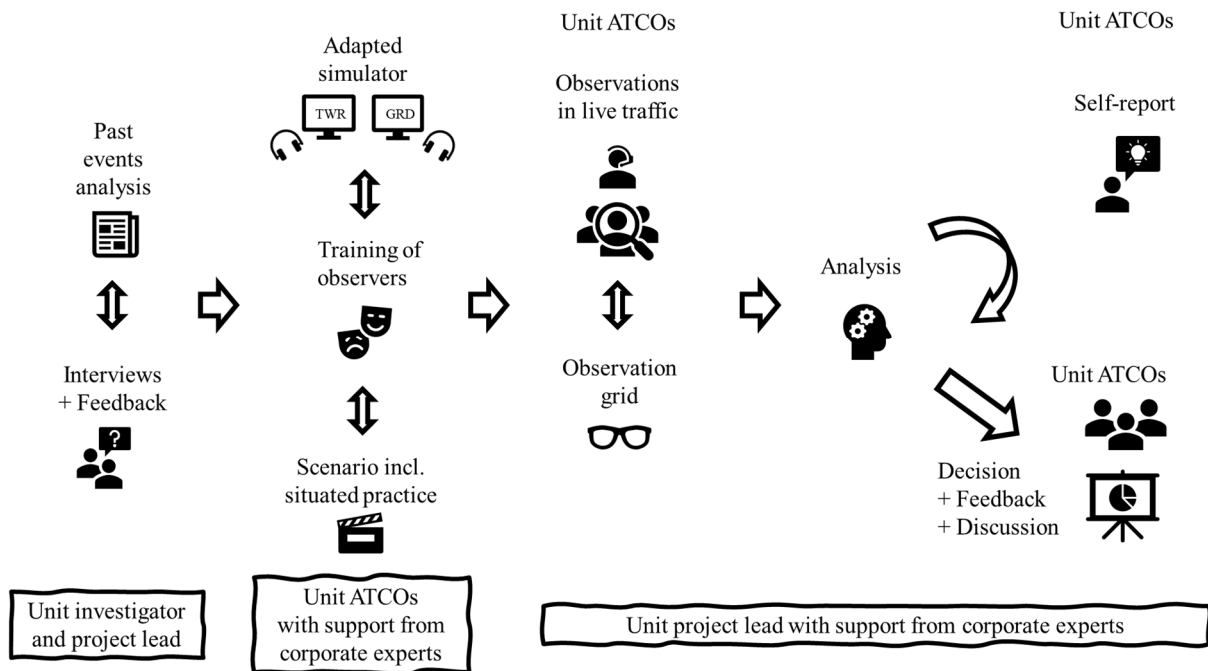 Past
events
analysis
Interviews
+ Feedback
?
Unit investigator
and project lead
Adapted
simulator
TWR
GRD
Training of
observers
Scenario incl.
situated practice
Unit ATCOs
with support from
corporate experts
Unit ATCOs
Observations
in live traffic
Observation
grid
Analysis
Unit ATCOs
Self-report
Unit ATCOs
Decision
+ Feedback
+ Discussion
Unit project lead with support from corporate experts